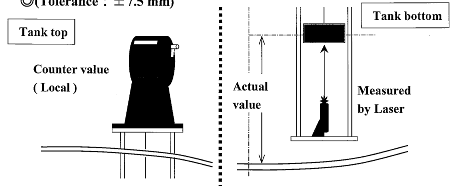 ◎(Tolerance : ±7.5 mm)
Tank top
Counter value
( Local )
Tank bottom
Actual
value
Measured
by Laser